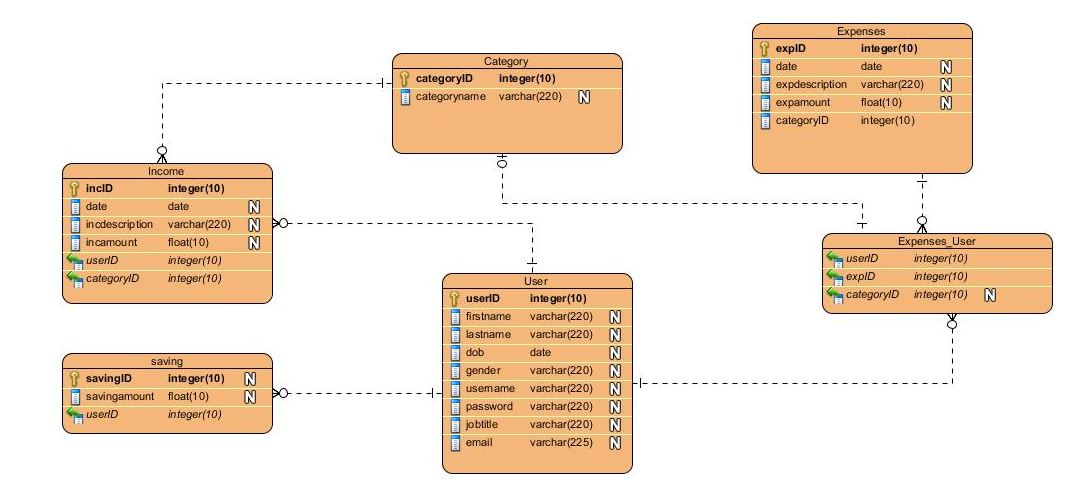 Category
categoryID integer(10)
categoryname varchar(220) N
Expenses
expID integer(10)
date date N
expdescription varchar(220) N
expamount float(10) N
categoryID integer(10)
Income
incID integer(10)
date date N
incdescription varchar(220) N
incamount float(10) N
userID integer(10)
categoryID integer(10)
Expenses_User
userID integer(10)
expID integer(10)
categoryID integer(10) N
User
userID integer(10)
firstname varchar(220) N
lastname varchar(220) N
dob date N
gender varchar(220) N
username varchar(220) N
password varchar(220) N
jobtitle varchar(220) N
email varchar(225) N
saving
savingID integer(10) N
savingamount float(10) N
userID integer(10)